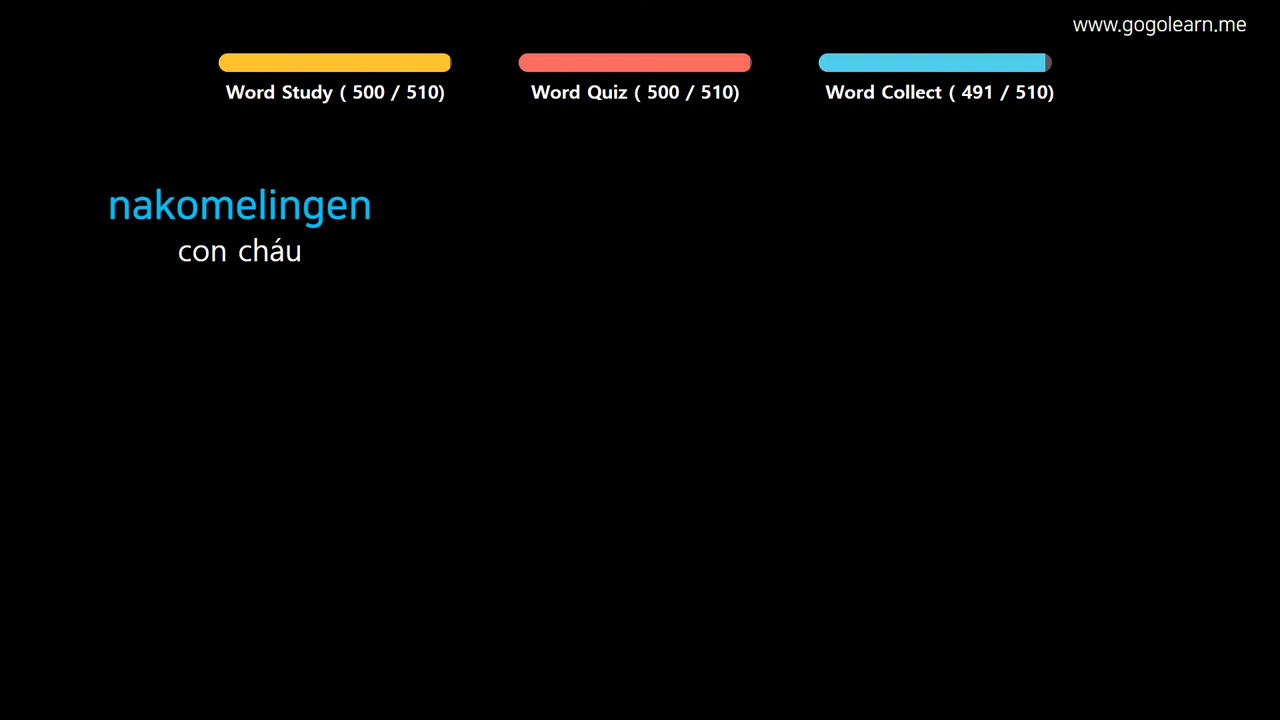 www.gogolearn.me
Word Study ( 500 / 510)
Word Quiz ( 500 / 510)
Word Collect ( 491 / 510)
nakomelingen
con cháu